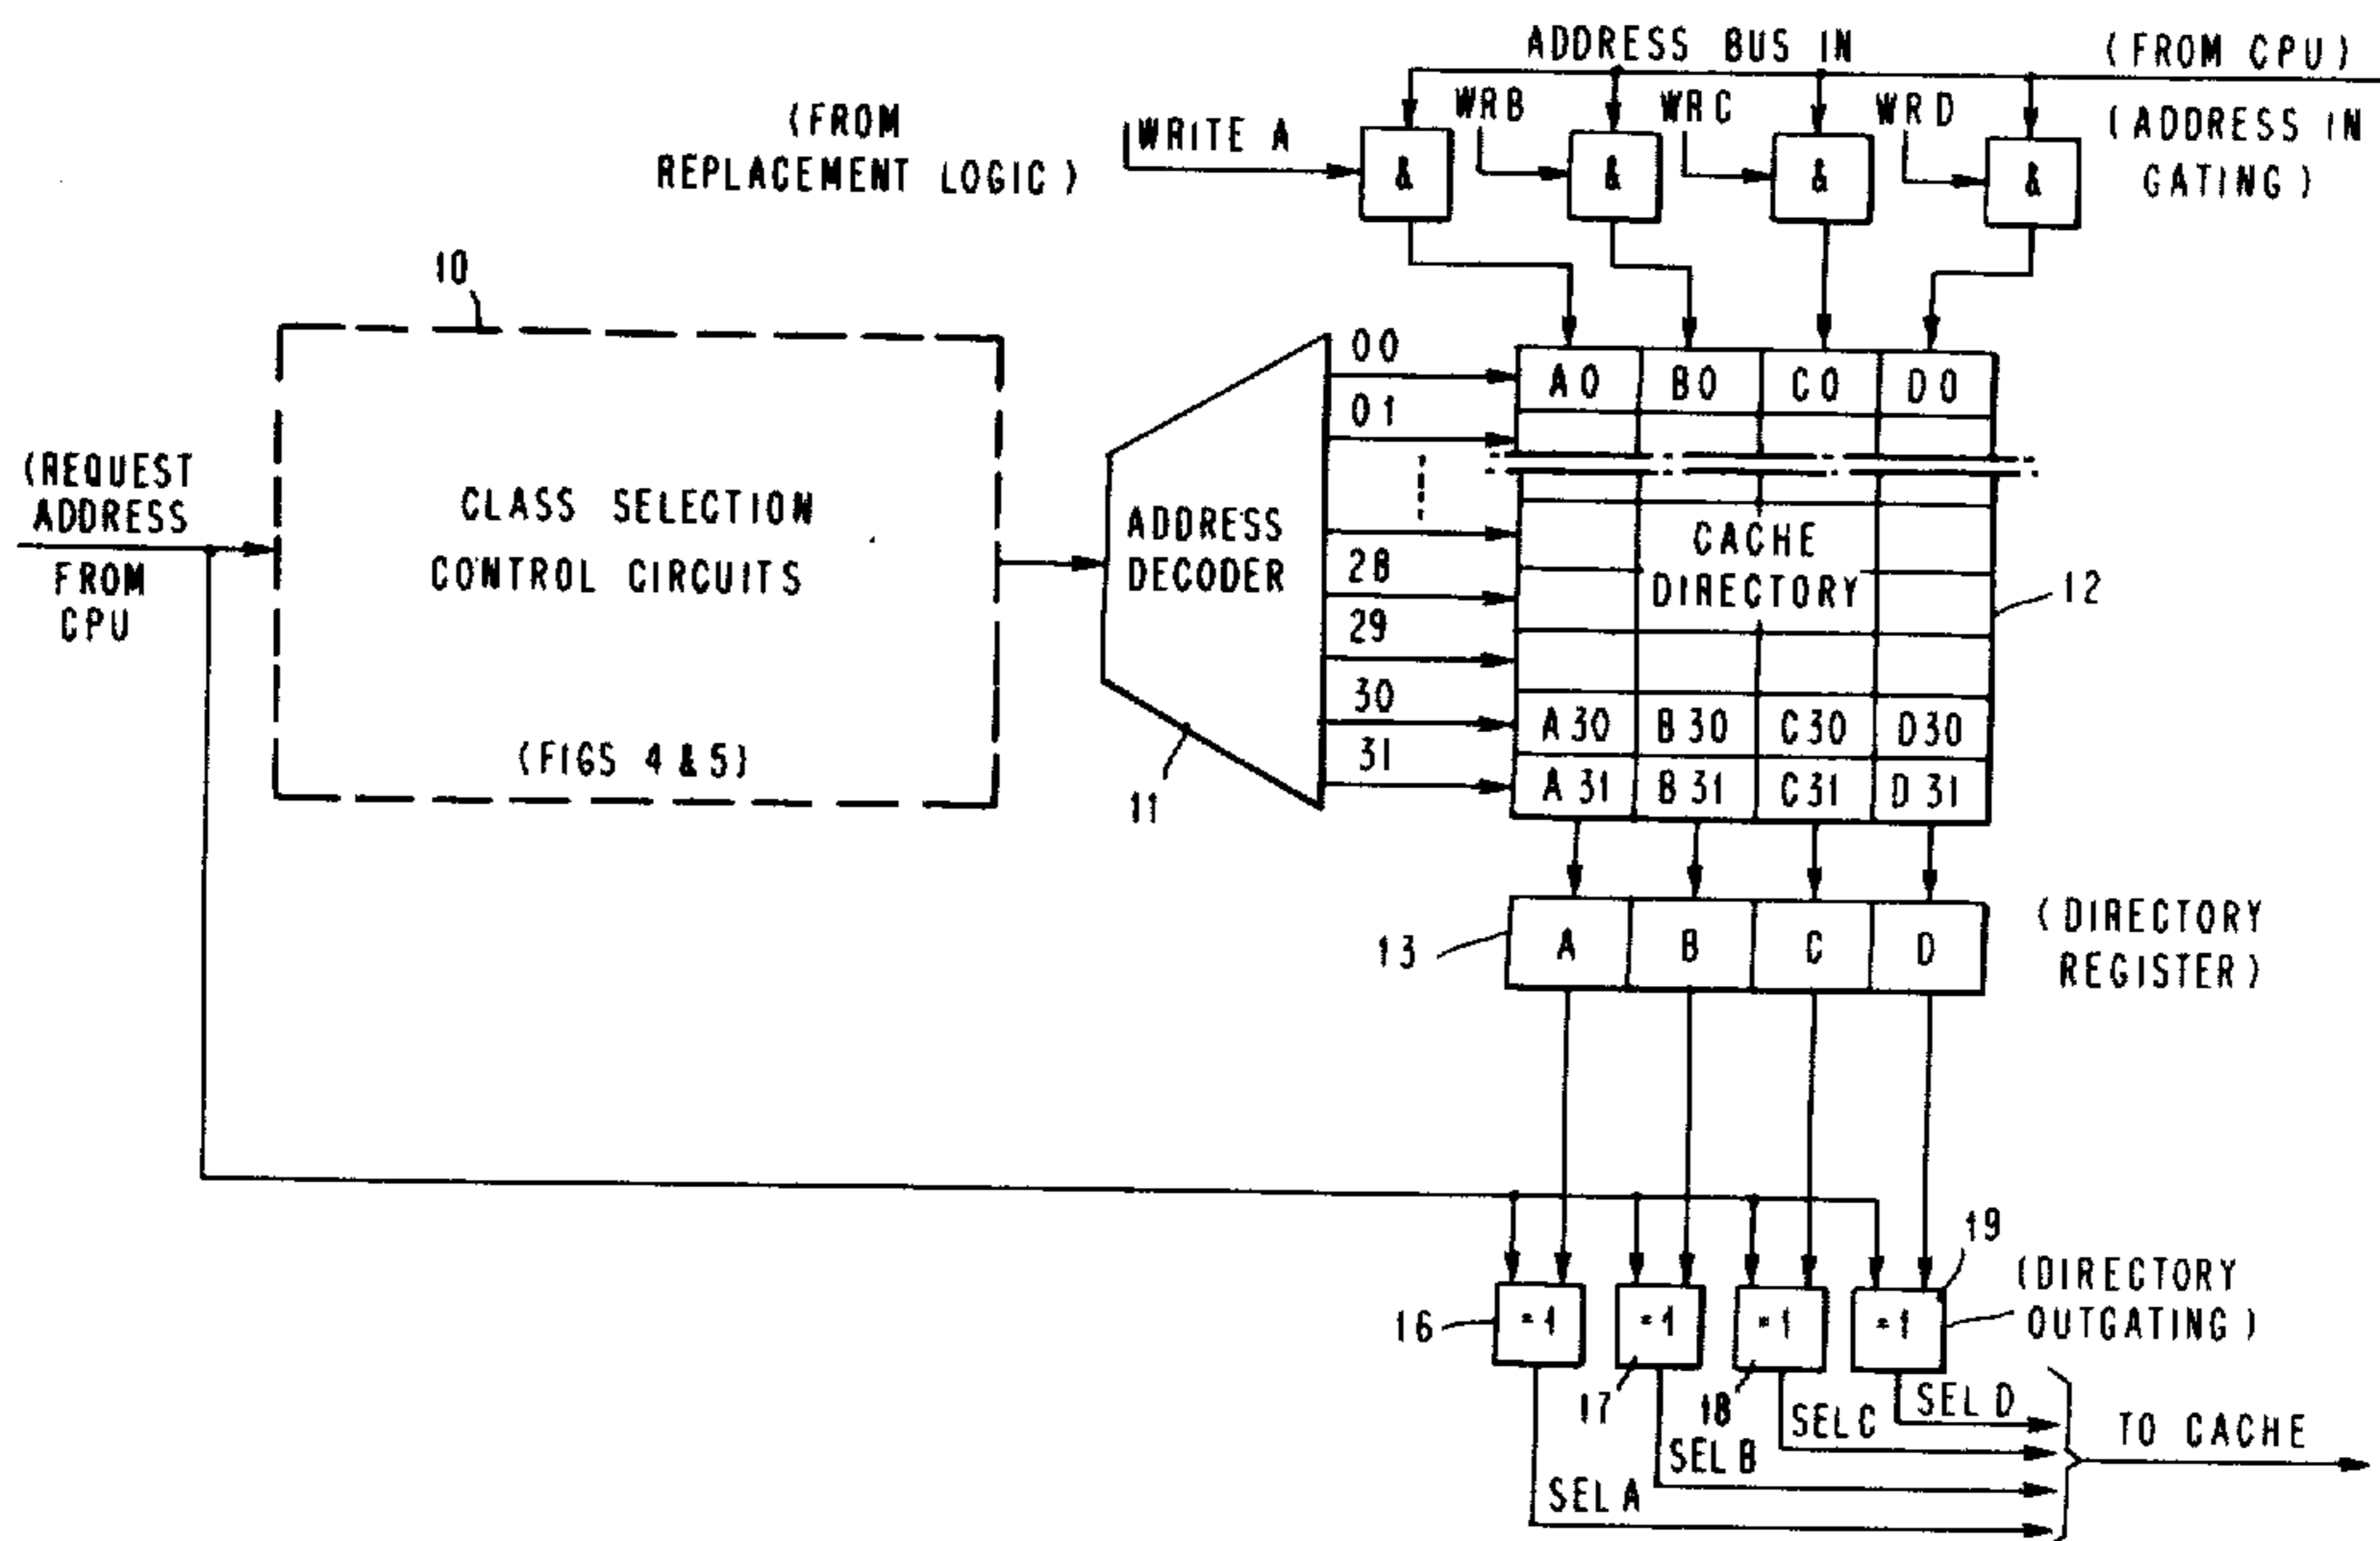 ADDRESS BUS IN
(FROM CPU)
(FROM
REPLACEMENT LOGIC)
WRITE A
WRB
WRC
WRD
(ADDRESS IN
GATING)
&
&
&
&
10
(REQUEST
ADDRESS
FROM
CPU
CLASS SELECTION
CONTROL CIRCUITS
(FIGS 4 & 5)
ADDRESS
DECODER
11
00
01
28
29
30
31
A0 B0 C0 D0
CACHE
DIRECTORY
A30 B30 C30 D30
A31 B31 C31 D31
12
13
A B C D
(DIRECTORY
REGISTER)
16
=1
=1
=1
=1
17
18
19
(DIRECTORY
OUTGATING)
SEL D
SEL C
SEL B
SEL A
TO CACHE